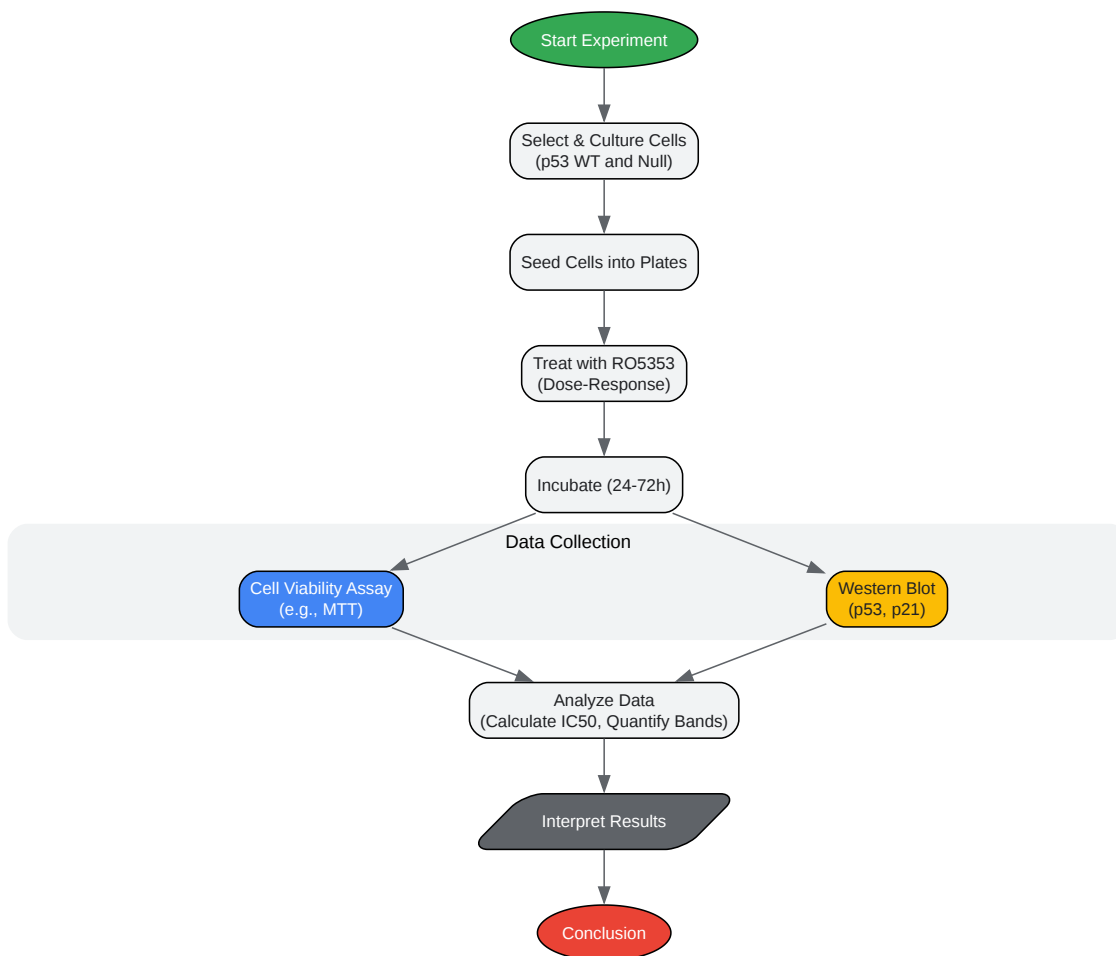 Start Experiment
Select & Culture Cells
(p53 WT and Null)
Seed Cells into Plates
Treat with RO5353
(Dose-Response)
Incubate (24-72h)
Data Collection
Cell Viability Assay
(e.g., MTT)
Western Blot
(p53, p21)
Analyze Data
(Calculate IC50, Quantify Bands)
Interpret Results
Conclusion